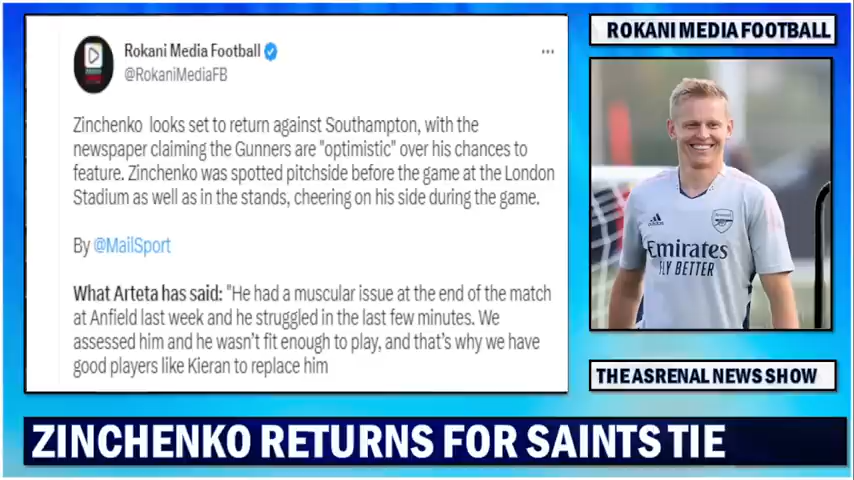 Rokani Media Football
@RokaniMediaFB
Zinchenko looks set to return against Southampton, with the
newspaper claiming the Gunners are "optimistic" over his chances to
feature. Zinchenko was spotted pitchside before the game at the London
Stadium as well as in the stands, cheering on his side during the game.
By @MailSport
What Arteta has said: "He had a muscular issue at the end of the match
at Anfield last week and he struggled in the last few minutes. We
assessed him and he wasn't fit enough to play, and that's why we have
good players like Kieran to replace him
ROKANI MEDIA FOOTBALL
adidas
Arsenal
Emirates
FLY BETTER
THE ASRENAL NEWS SHOW
ZINCHENKO RETURNS FOR SAINTS TIE